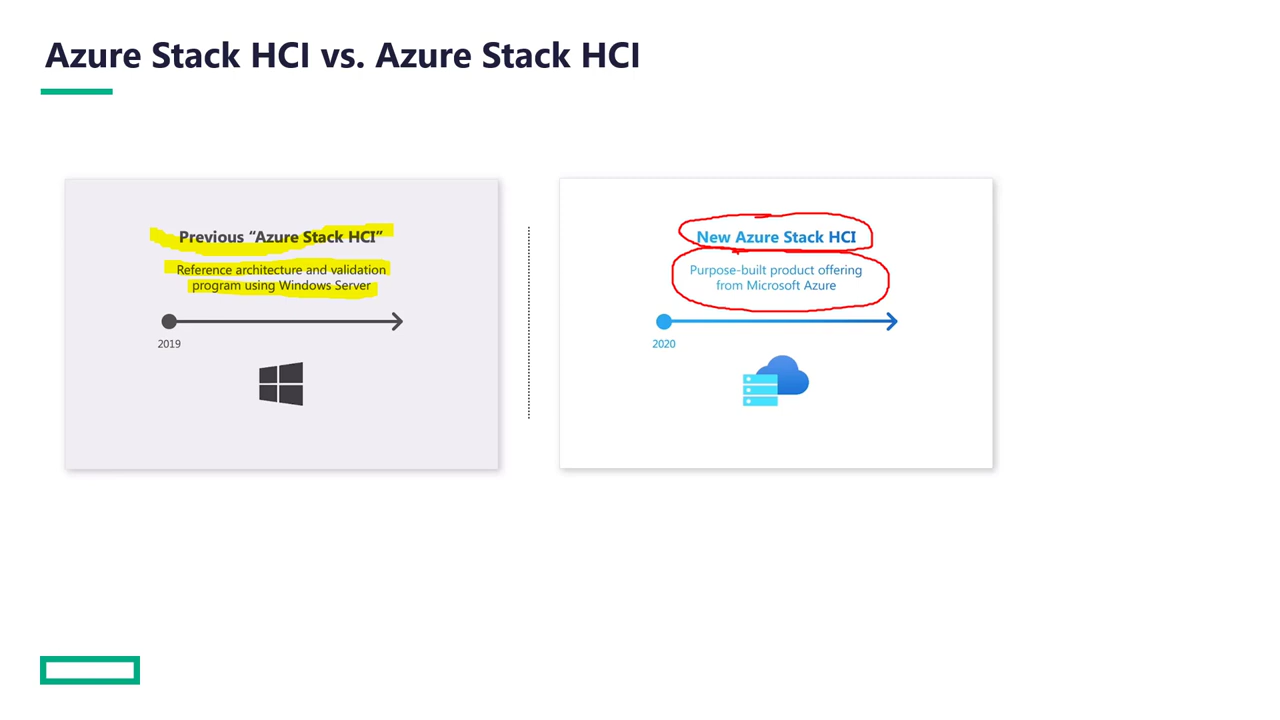 Azure Stack HCI vs. Azure Stack HCI
Previous “Azure Stack HCI”
Reference architecture and validation
program using Windows Server
2019
New Azure Stack HCI
Purpose-built product offering
from Microsoft Azure
2020